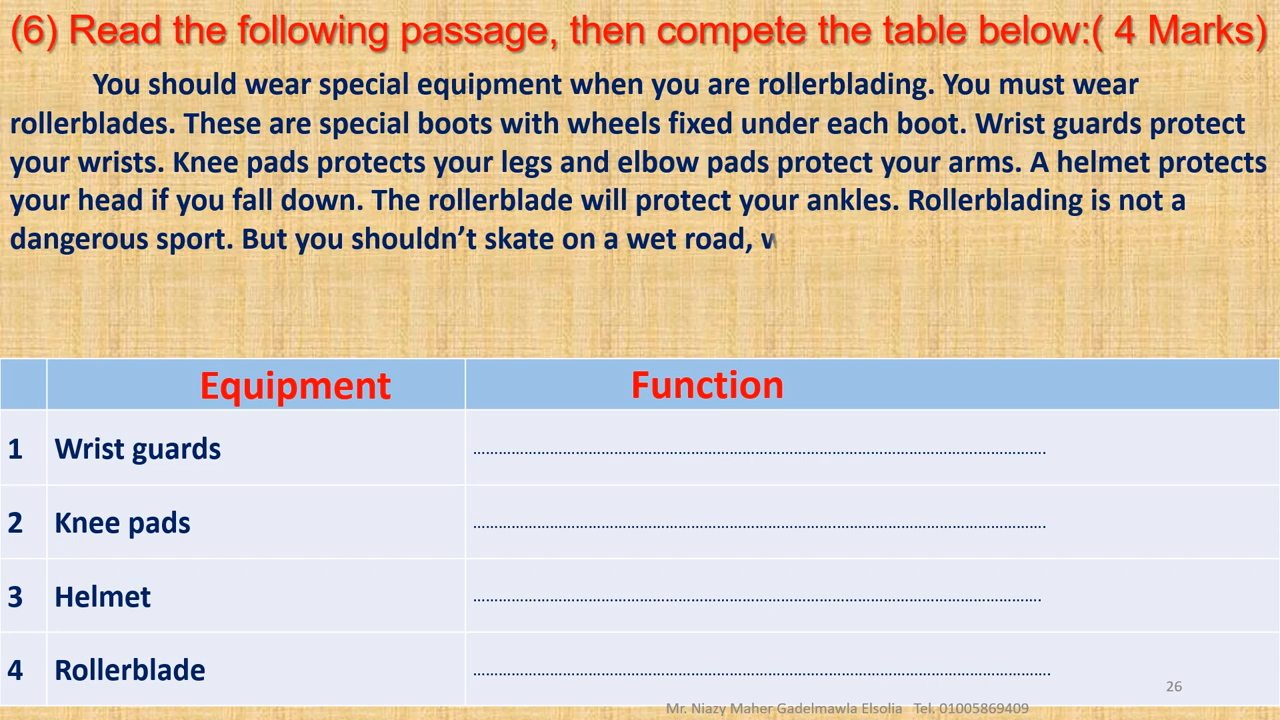 (6) Read the following passage, then compete the table below:( 4 Marks)
You should wear special equipment when you are rollerblading. You must wear
rollerblades. These are special boots with wheels fixed under each boot. Wrist guards protect
your wrists. Knee pads protects your legs and elbow pads protect your arms. A helmet protects
your head if you fall down. The rollerblade will protect your ankles. Rollerblading is not a
dangerous sport. But you shouldn’t skate on a wet road,
Equipment Function
1 Wrist guards ……………………………………………………………………………………………………………….
2 Knee pads ……………………………………………………………………………………………………………….
3 Helmet ……………………………………………………………………………………………………………….
4 Rollerblade ……………………………………………………………………………………………………………….
26
Mr. Niazy Maher Gadelmawla Elsolia Tel. 01005869409